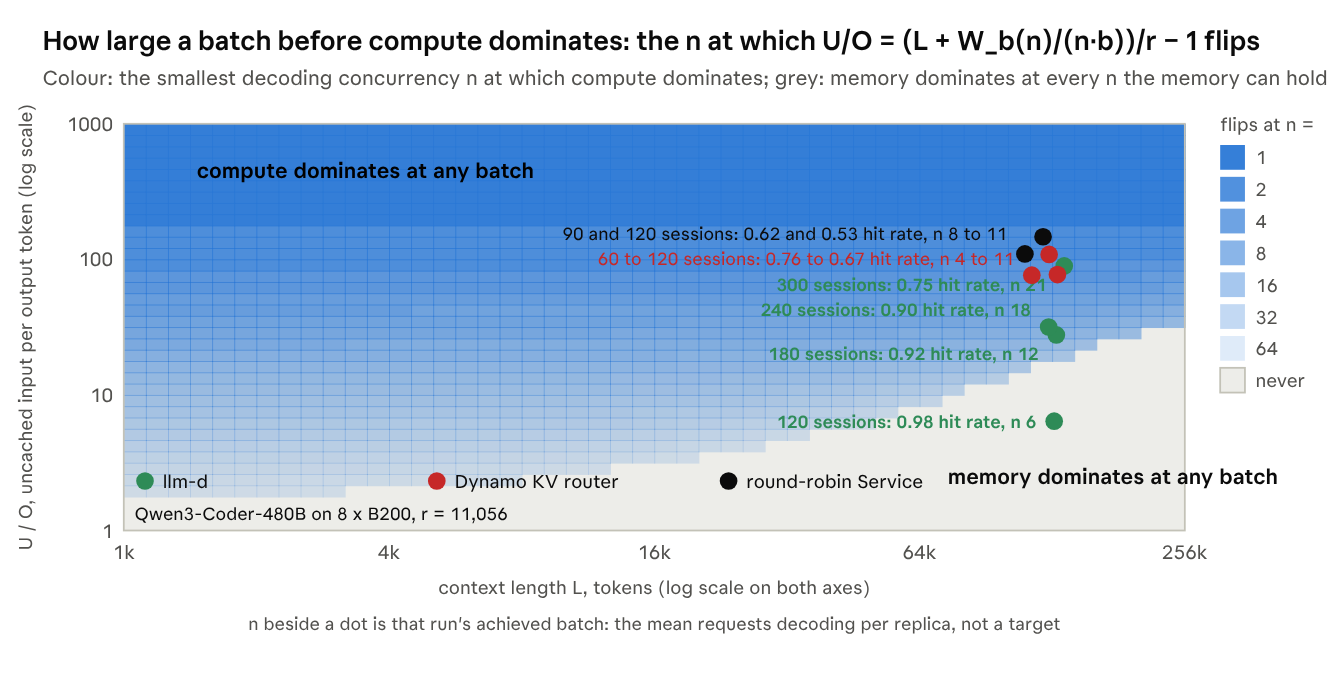 How large a batch before compute dominates: the n at which U/O = (L + W_b(n)/(n·b))/r − 1 flips
Colour: the smallest decoding concurrency n at which compute dominates; grey: memory dominates at every n the memory can hold
U / O, uncached input per output token (log scale)
1000
100
10
1
compute dominates at any batch
90 and 120 sessions: 0.62 and 0.53 hit rate, n 8 to 11
60 to 120 sessions: 0.76 to 0.67 hit rate, n 4 to 11
300 sessions: 0.75 hit rate, n 21
240 sessions: 0.90 hit rate, n 18
180 sessions: 0.92 hit rate, n 12
120 sessions: 0.98 hit rate, n 6
memory dominates at any batch
llm-d
Dynamo KV router
round-robin Service
Qwen3-Coder-480B on 8 x B200, r = 11,056
flips at n =
1
2
4
8
16
32
64
never
1k
4k
16k
64k
256k
context length L, tokens (log scale on both axes)
n beside a dot is that run's achieved batch: the mean requests decoding per replica, not a target